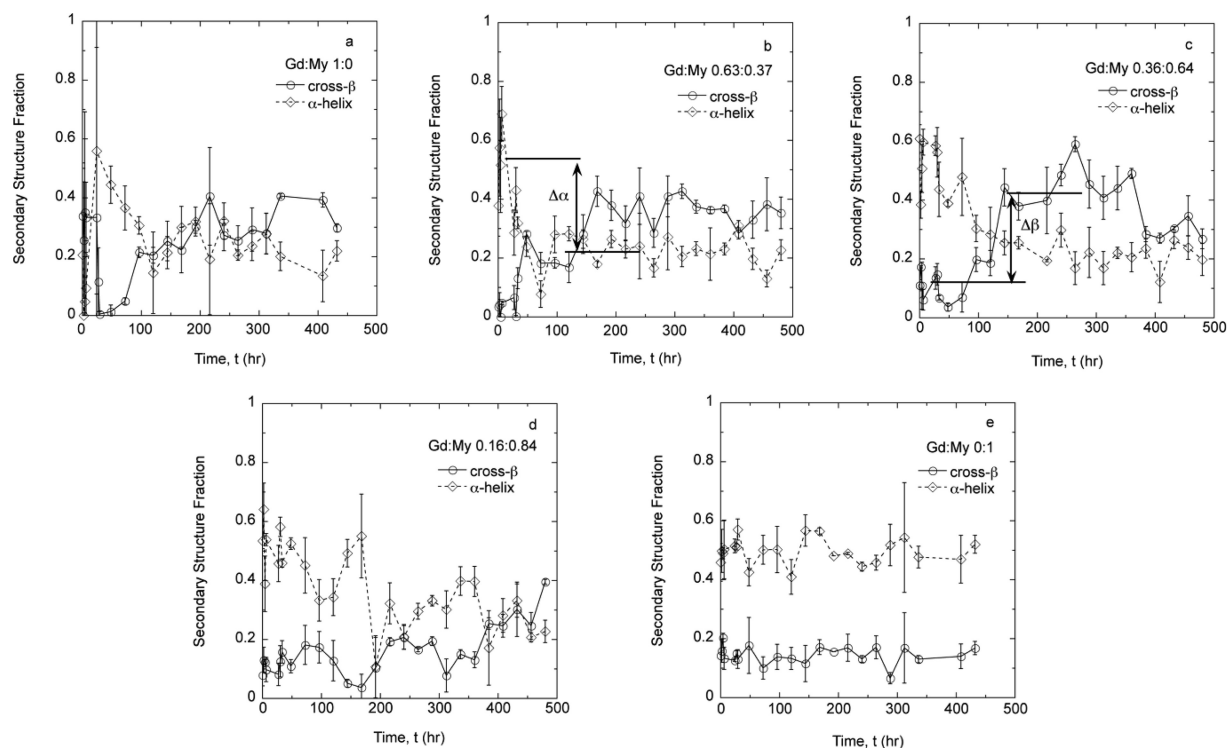 a
Gd:My 1:0
cross-β
α-helix
Secondary Structure Fraction
1
0.8
0.6
0.4
0.2
0
0 100 200 300 400 500
Time, t (hr)
b
Gd:My 0.63:0.37
cross-β
α-helix
Δα
Secondary Structure Fraction
1
0.8
0.6
0.4
0.2
0
0 100 200 300 400 500
Time, t (hr)
c
Gd:My 0.36:0.64
cross-β
α-helix
Δβ
Secondary Structure Fraction
1
0.8
0.6
0.4
0.2
0
0 100 200 300 400 500
Time, t (hr)
d
Gd:My 0.16:0.84
cross-β
α-helix
Secondary Structure Fraction
1
0.8
0.6
0.4
0.2
0
0 100 200 300 400 500
Time, t (hr)
e
Gd:My 0:1
cross-β
α-helix
Secondary Structure Fraction
1
0.8
0.6
0.4
0.2
0
0 100 200 300 400 500
Time, t (hr)